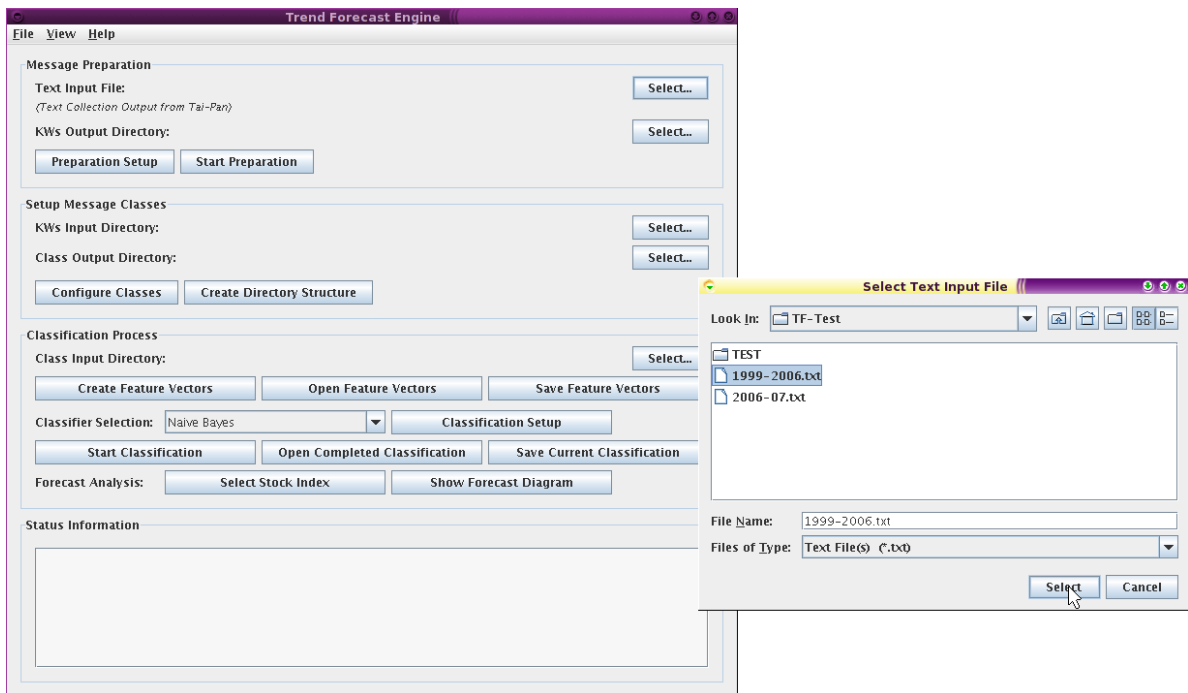 Trend Forecast Engine
File View Help
Message Preparation
Text Input File: Select...
(Text Collection Output from Tai-Pan)
KWs Output Directory: Select...
Preparation Setup Start Preparation
Setup Message Classes
KWs Input Directory: Select...
Class Output Directory: Select...
Configure Classes Create Directory Structure
Classification Process
Class Input Directory: Select...
Create Feature Vectors Open Feature Vectors Save Feature Vectors
Classifier Selection: Naive Bayes Classification Setup
Start Classification Open Completed Classification Save Current Classification
Forecast Analysis: Select Stock Index Show Forecast Diagram
Status Information
Select Text Input File
Look In: TF-Test
TEST
1999-2006.txt
2006-07.txt
File Name: 1999-2006.txt
Files of Type: Text File(s) (*.txt)
Select Cancel